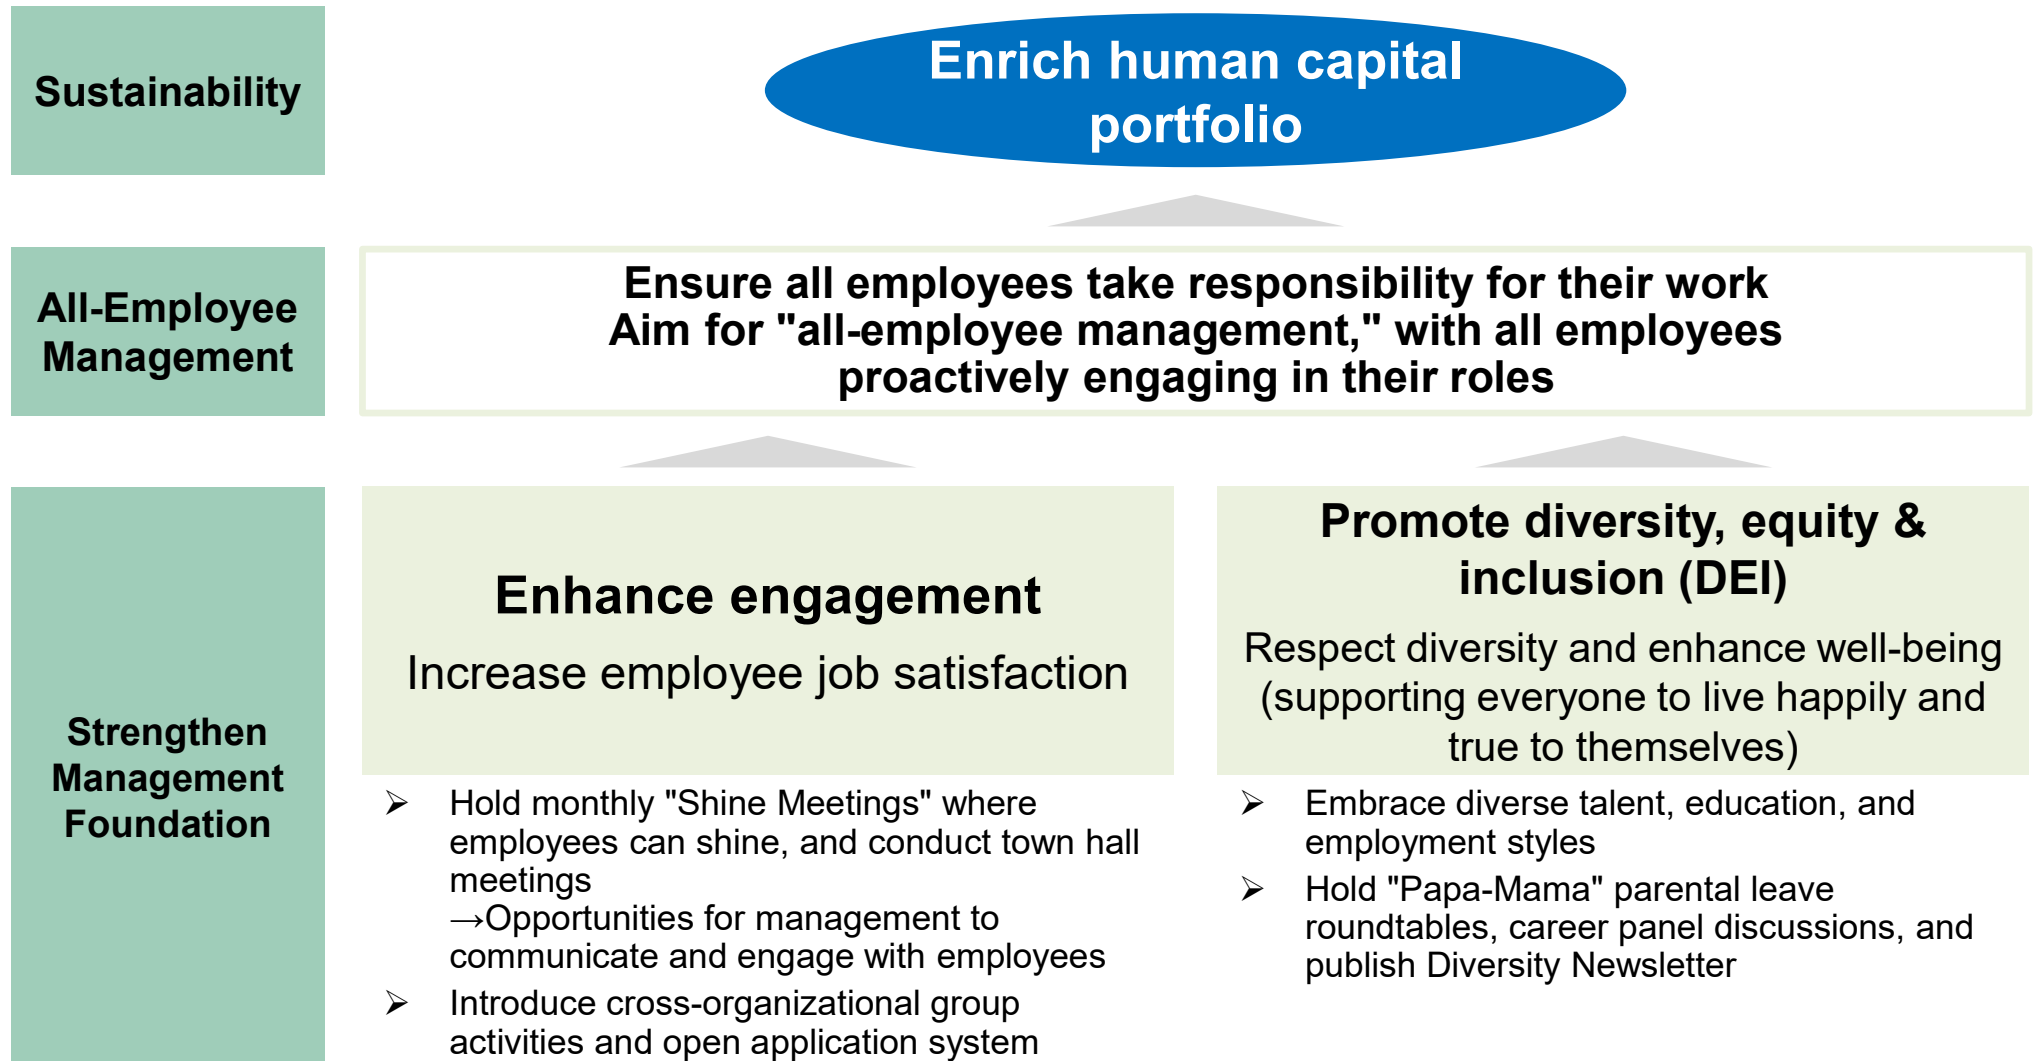 Sustainability
Enrich human capital
portfolio
All-Employee
Management
Ensure all employees take responsibility for their work
Aim for "all-employee management," with all employees
proactively engaging in their roles
Strengthen
Management
Foundation
Enhance engagement
Increase employee job satisfaction
➢ Hold monthly "Shine Meetings" where
employees can shine, and conduct town hall
meetings
→Opportunities for management to
communicate and engage with employees
➢ Introduce cross-organizational group
activities and open application system
Promote diversity, equity &
inclusion (DEI)
Respect diversity and enhance well-being
(supporting everyone to live happily and
true to themselves)
➢ Embrace diverse talent, education, and
employment styles
➢ Hold "Papa-Mama" parental leave
roundtables, career panel discussions, and
publish Diversity Newsletter